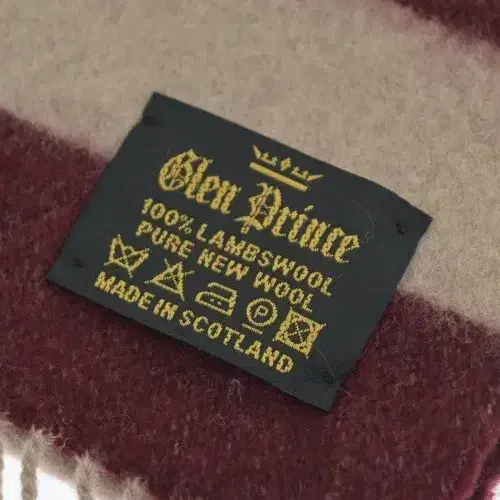 Glen Prince
100% LAMBSWOOL
PURE NEW WOOL
P
MADE IN SCOTLAND